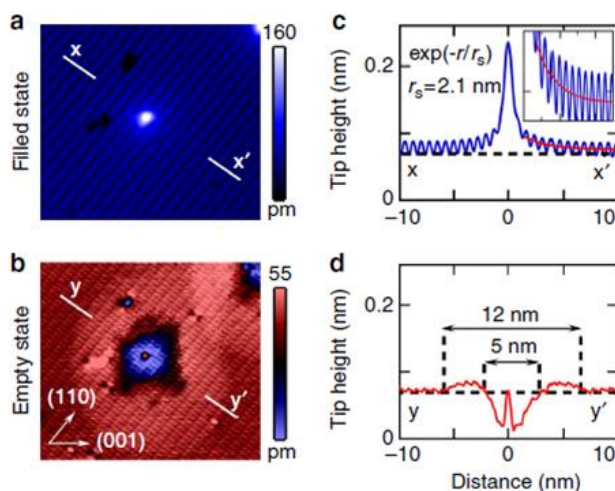 a
x
x′
Filled state
160
pm
c
Tip height (nm)
0.2
0
exp(-r/rs)
rs=2.1 nm
x
x′
−10
0
10
b
y
y′
(110)
(001)
Empty state
55
pm
d
Tip height (nm)
0.2
0
12 nm
5 nm
y
y′
−10
0
10
Distance (nm)